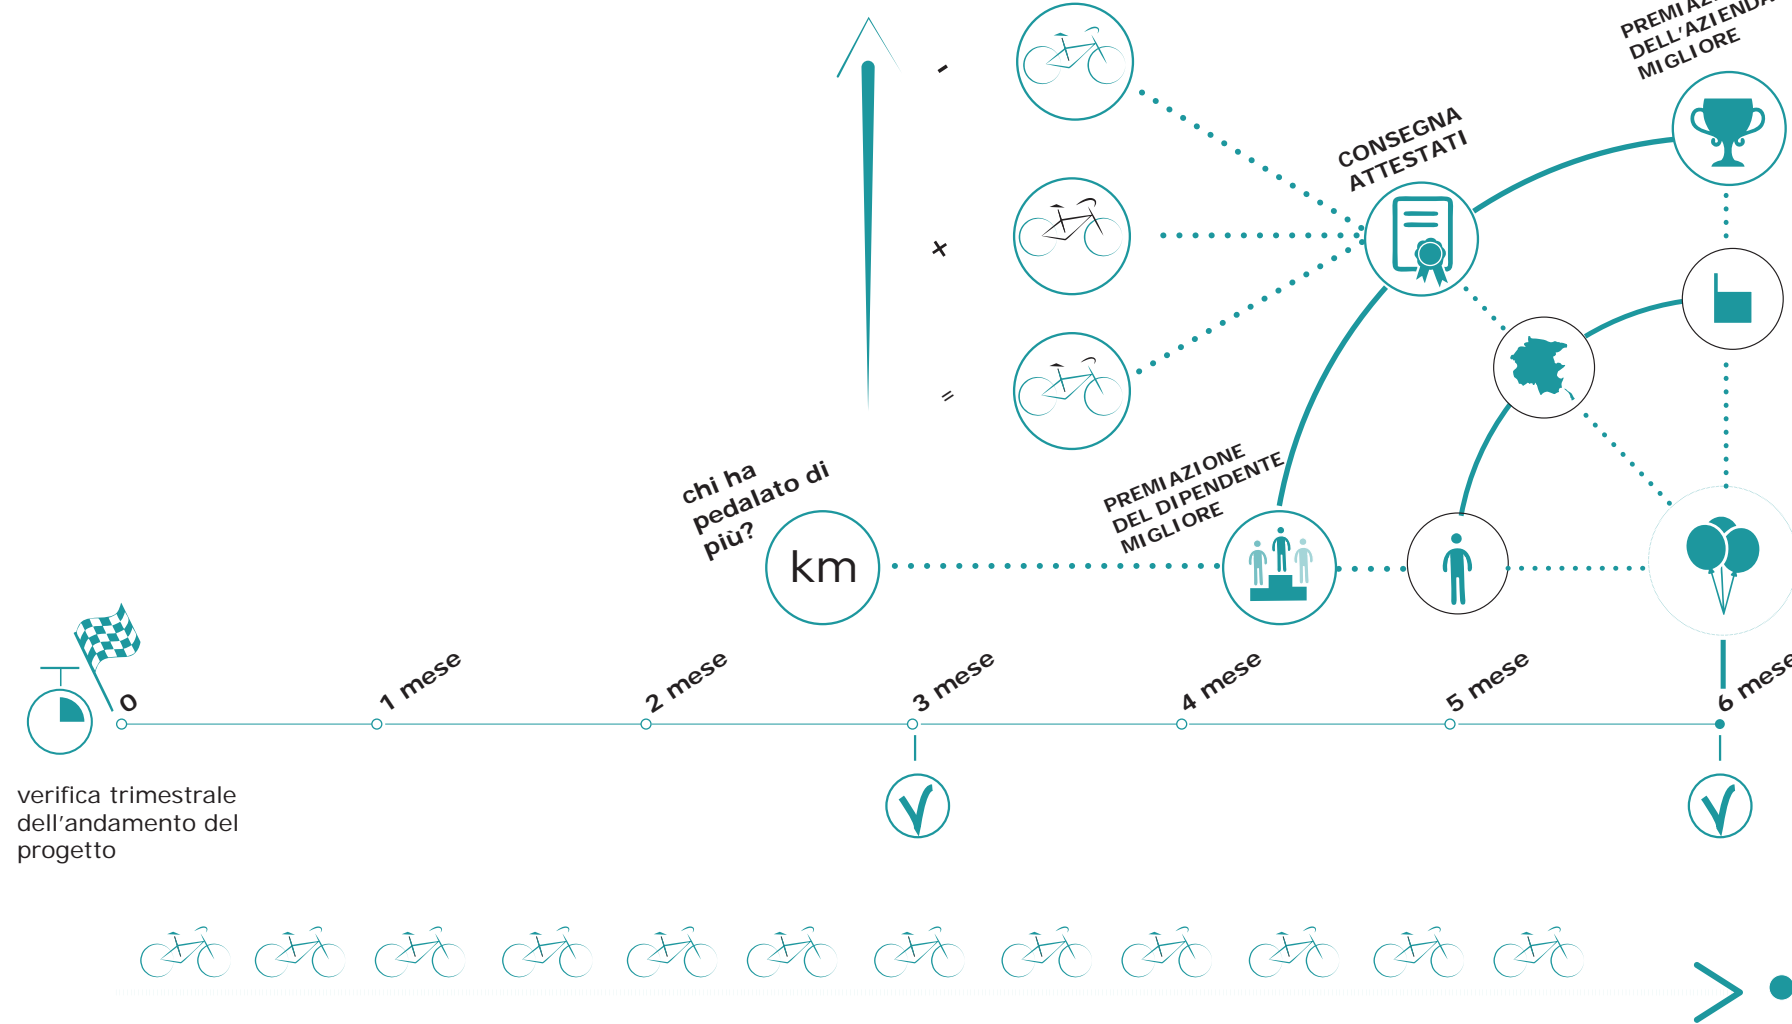 PREMIAZIONE
DELL'AZIENDA
MIGLIORE
-
CONSEGNA
ATTESTATI
+
=
chi ha
pedalato di
più?
km
PREMIAZIONE
DEL DIPENDENTE
MIGLIORE
0
1 mese
2 mese
3 mese
4 mese
5 mese
6 mese
verifica trimestrale
dell'andamento del
progetto